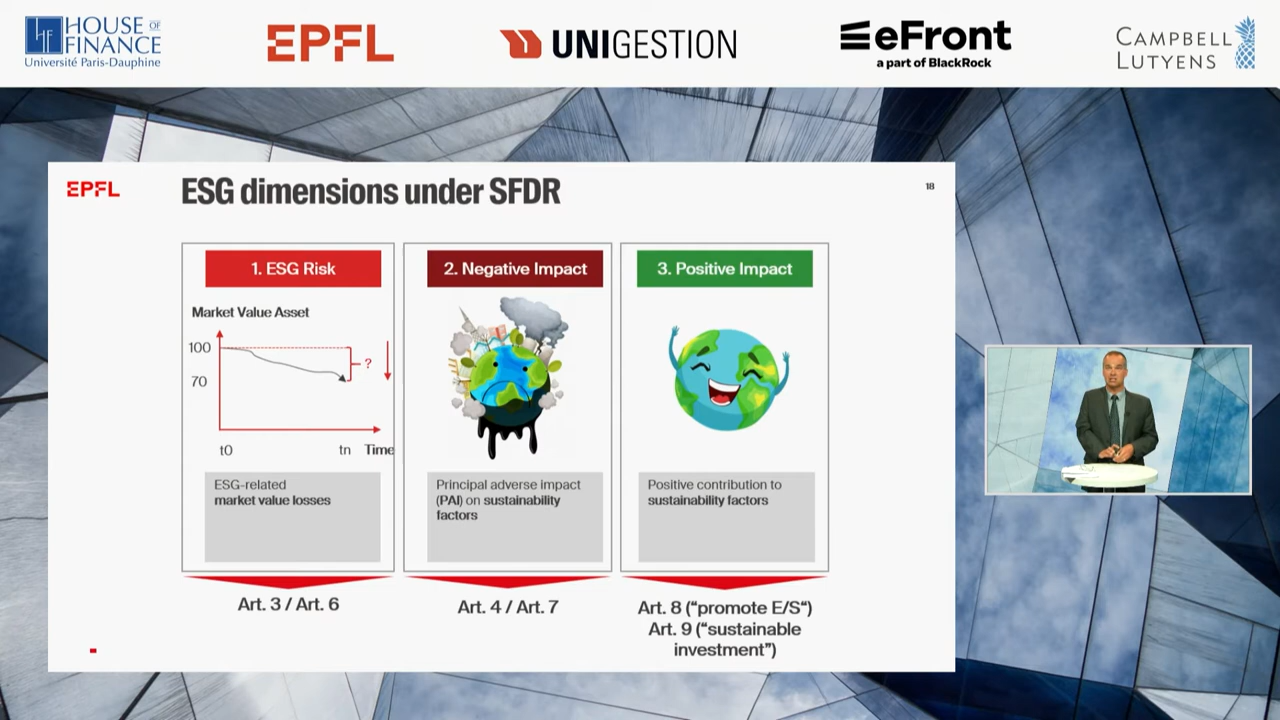 HOUSE OF
FINANCE
Université Paris-Dauphine
EPFL
UNIGESTION
eFront
a part of BlackRock
CAMPBELL
LUTYENS
EPFL
ESG dimensions under SFDR
18
1. ESG Risk
Market Value Asset
100
?
70
t0 tn Time
ESG-related
market value losses
Art. 3 / Art. 6
2. Negative Impact
Principal adverse impact
(PAI) on sustainability
factors
Art. 4 / Art. 7
3. Positive Impact
Positive contribution to
sustainability factors
Art. 8 (“promote E/S“)
Art. 9 (“sustainable
investment”)